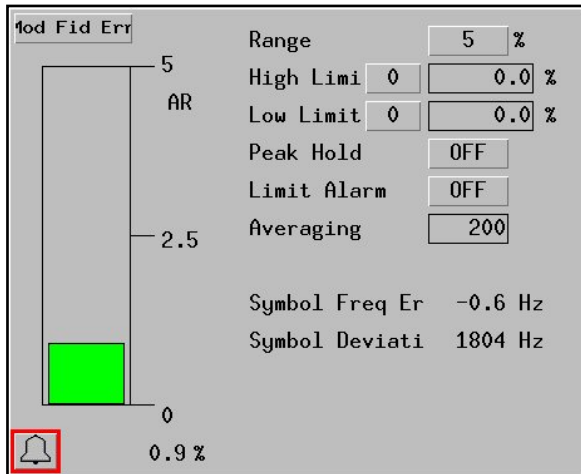 Mod Fid Err
5
AR
2.5
0
0.9 %
Range 5 %
High Limi 0 0.0 %
Low Limit 0 0.0 %
Peak Hold OFF
Limit Alarm OFF
Averaging 200
Symbol Freq Er -0.6 Hz
Symbol Deviati 1804 Hz